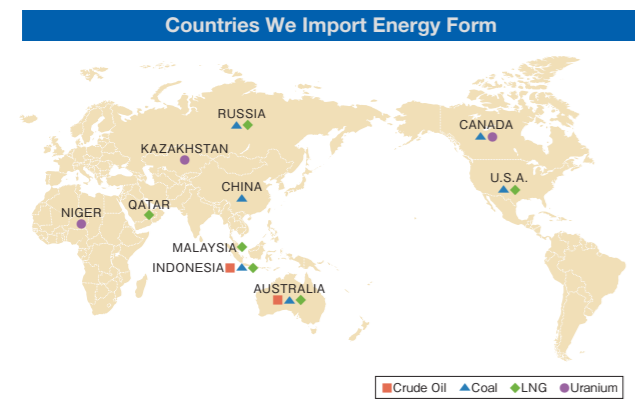 Countries We Import Energy Form
RUSSIA
CANADA
KAZAKHSTAN
U.S.A.
CHINA
QATAR
NIGER
MALAYSIA
INDONESIA
AUSTRALIA
Crude Oil Coal LNG Uranium